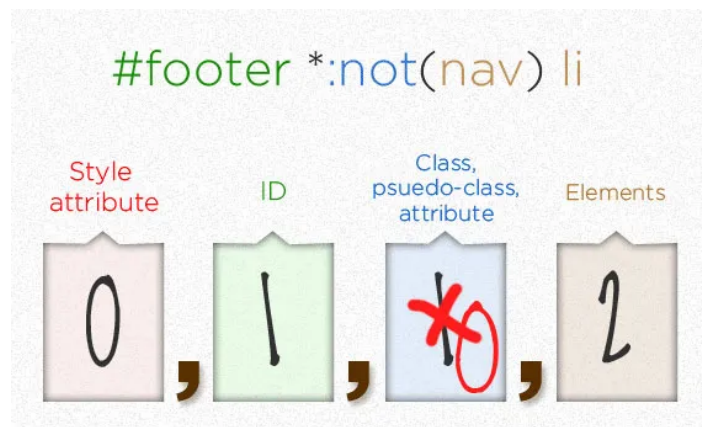 #footer *:not(nav) li
Style
attribute
ID
Class,
psuedo-class,
attribute
Elements
0 , 1 , 1 0 , 2